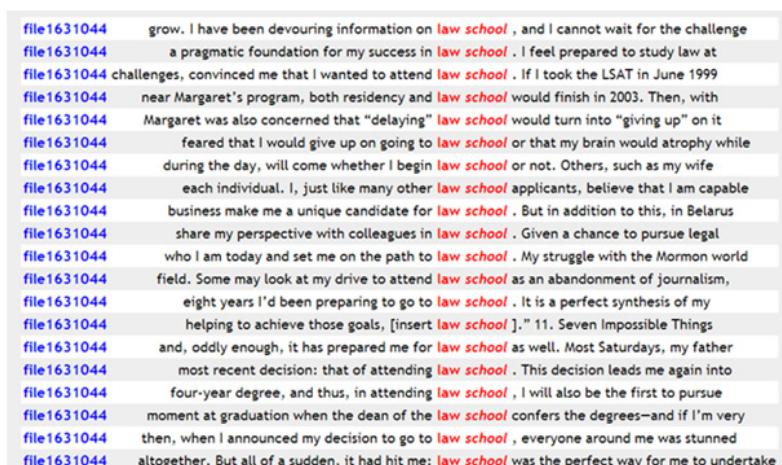 file1631044 grow. I have been devouring information on law school , and I cannot wait for the challenge
file1631044 a pragmatic foundation for my success in law school . I feel prepared to study law at
file1631044 challenges, convinced me that I wanted to attend law school . If I took the LSAT in June 1999
file1631044 near Margaret’s program, both residency and law school would finish in 2003. Then, with
file1631044 Margaret was also concerned that “delaying” law school would turn into “giving up” on it
file1631044 feared that I would give up on going to law school or that my brain would atrophy while
file1631044 during the day, will come whether I begin law school or not. Others, such as my wife
file1631044 each individual. I, just like many other law school applicants, believe that I am capable
file1631044 business make me a unique candidate for law school . But in addition to this, in Belarus
file1631044 share my perspective with colleagues in law school . Given a chance to pursue legal
file1631044 who I am today and set me on the path to law school . My struggle with the Mormon world
file1631044 field. Some may look at my drive to attend law school as an abandonment of journalism,
file1631044 eight years I’d been preparing to go to law school . It is a perfect synthesis of my
file1631044 helping to achieve those goals, [insert law school ].” 11. Seven Impossible Things
file1631044 and, oddly enough, it has prepared me for law school as well. Most Saturdays, my father
file1631044 most recent decision: that of attending law school . This decision leads me again into
file1631044 four-year degree, and thus, in attending law school , I will also be the first to pursue
file1631044 moment at graduation when the dean of the law school confers the degrees—and if I’m very
file1631044 then, when I announced my decision to go to law school , everyone around me was stunned
file1631044 altogether. But all of a sudden, it had hit me: law school was the perfect way for me to undertake